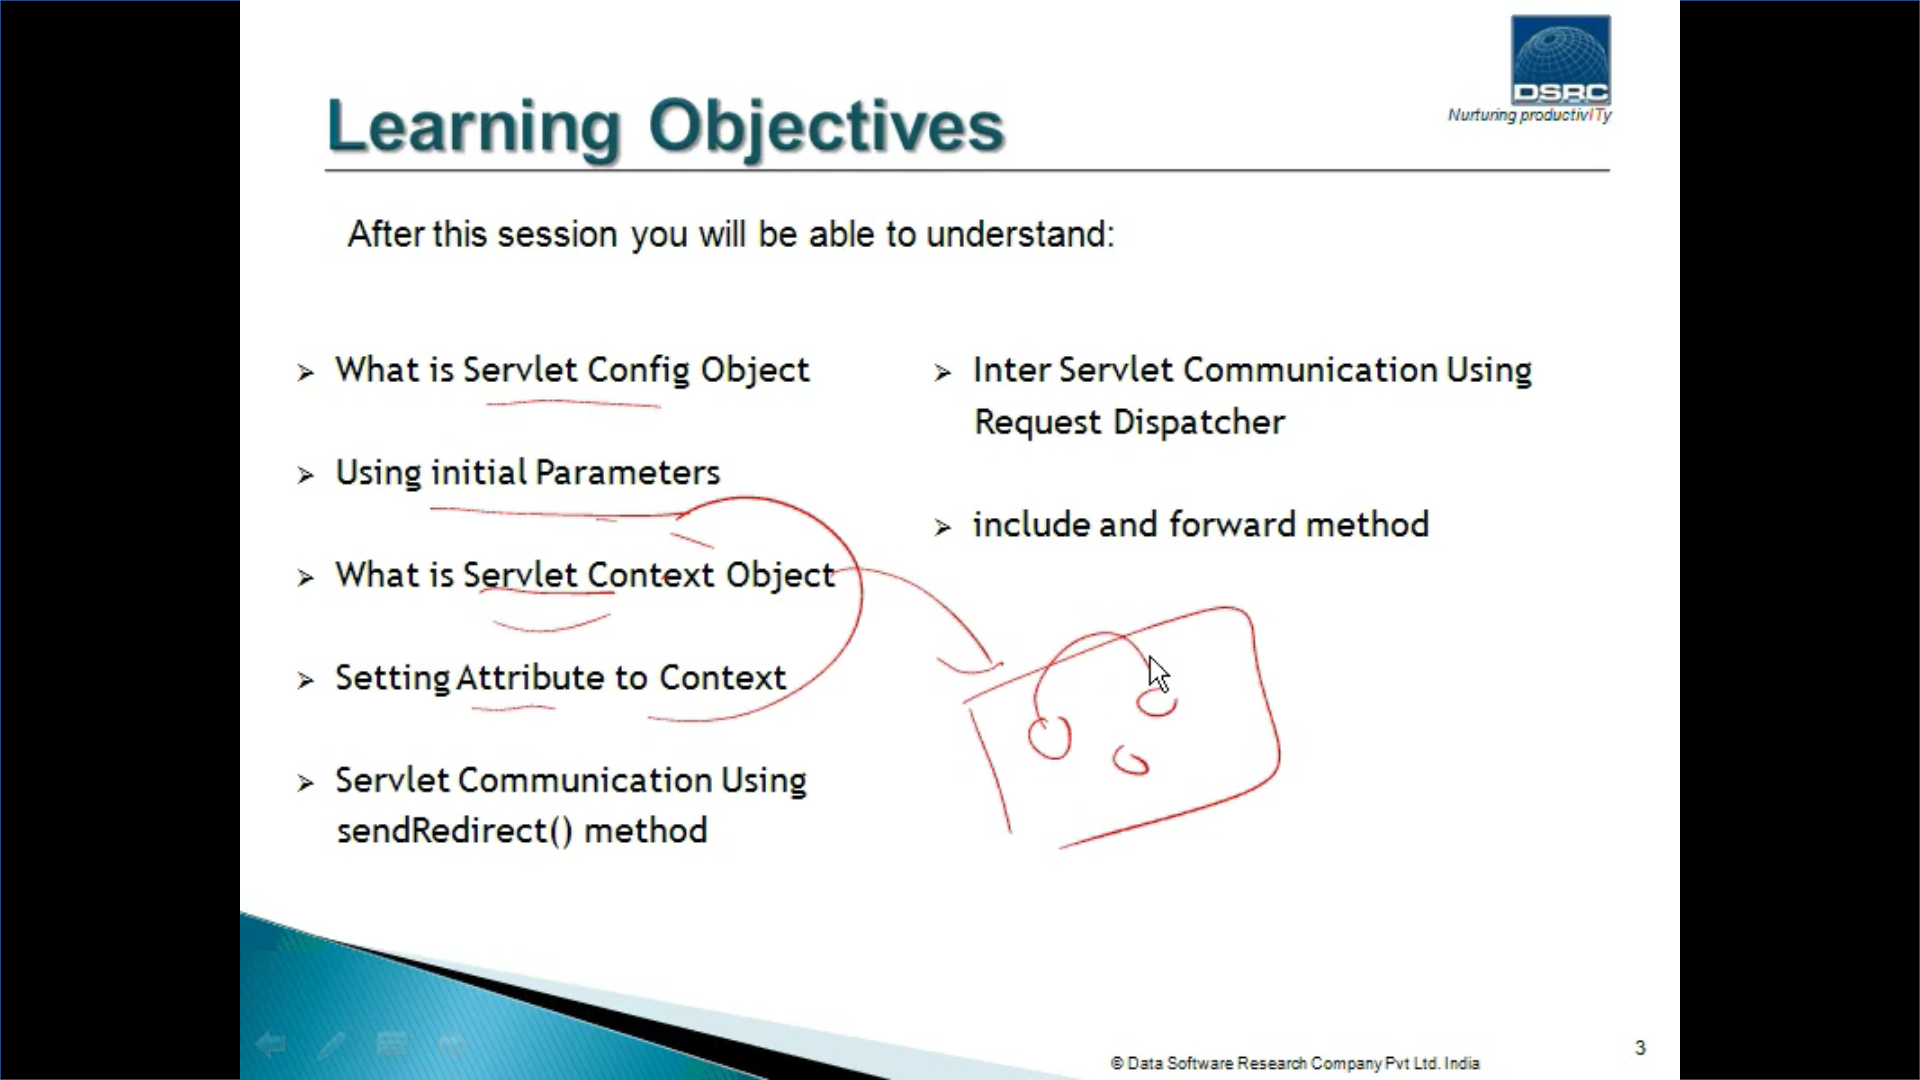 DSRC
Nurturing productivITy
Learning Objectives
After this session you will be able to understand:
➢ What is Servlet Config Object
➢ Using initial Parameters
➢ What is Servlet Context Object
➢ Setting Attribute to Context
➢ Servlet Communication Using
sendRedirect() method
➢ Inter Servlet Communication Using
Request Dispatcher
➢ include and forward method
3
© Data Software Research Company Pvt Ltd. India